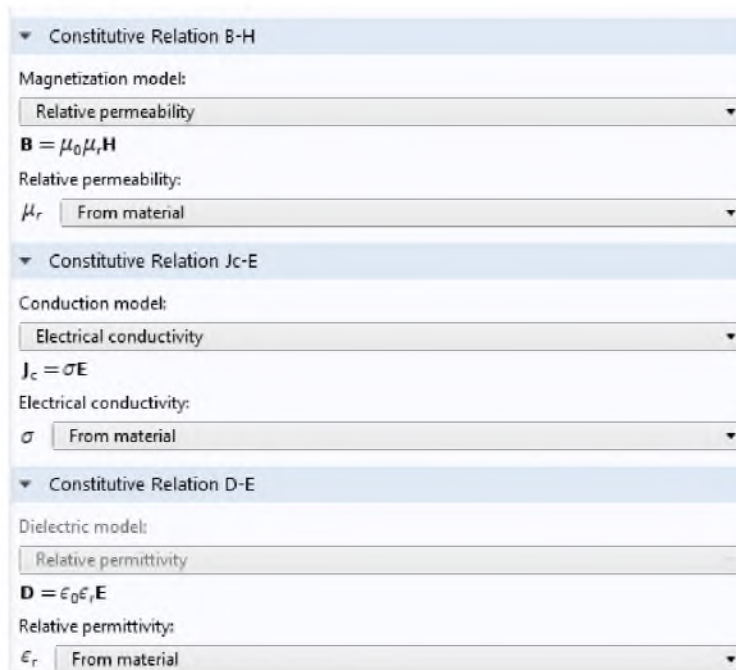 Constitutive Relation B-H
Magnetization model:
Relative permeability
B = μ₀μᵣH
Relative permeability:
μᵣ From material
Constitutive Relation Jc-E
Conduction model:
Electrical conductivity
J꜀ = σE
Electrical conductivity:
σ From material
Constitutive Relation D-E
Dielectric model:
Relative permittivity
D = ϵ₀ϵᵣE
Relative permittivity:
ϵᵣ From material